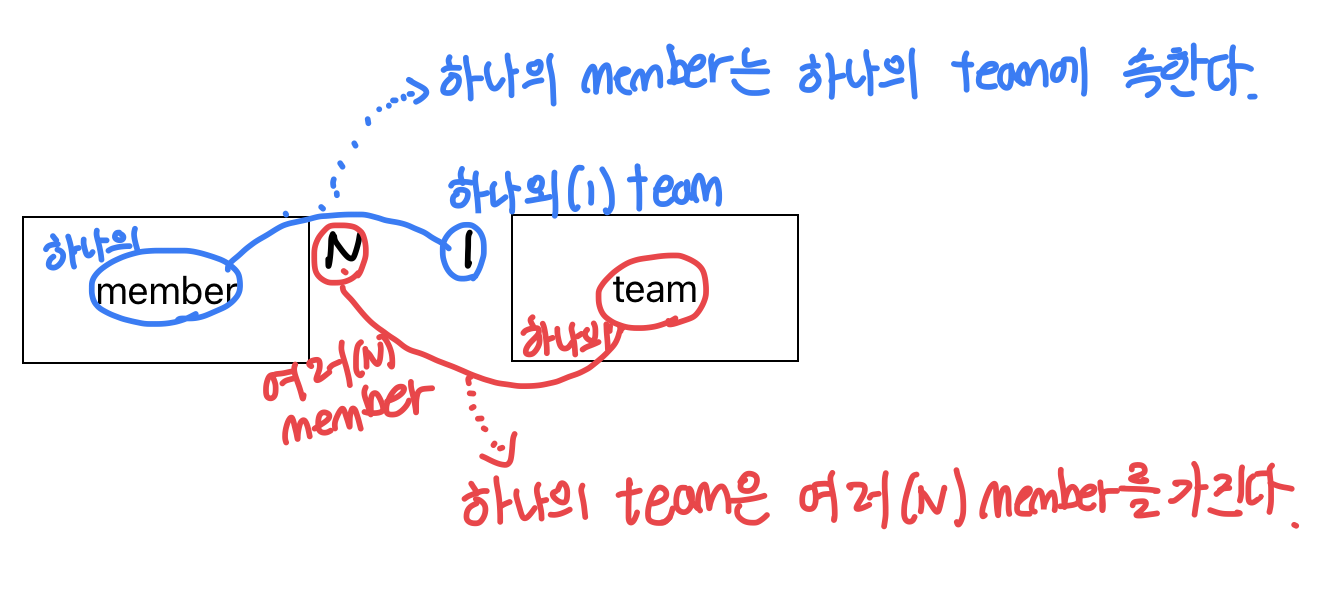 하나의 member는 하나의 team에 속한다.
하나의(1) team
하나의
member
N
1
team
하나의
여러(N)
member
하나의 team은 여러(N) member를 가진다.